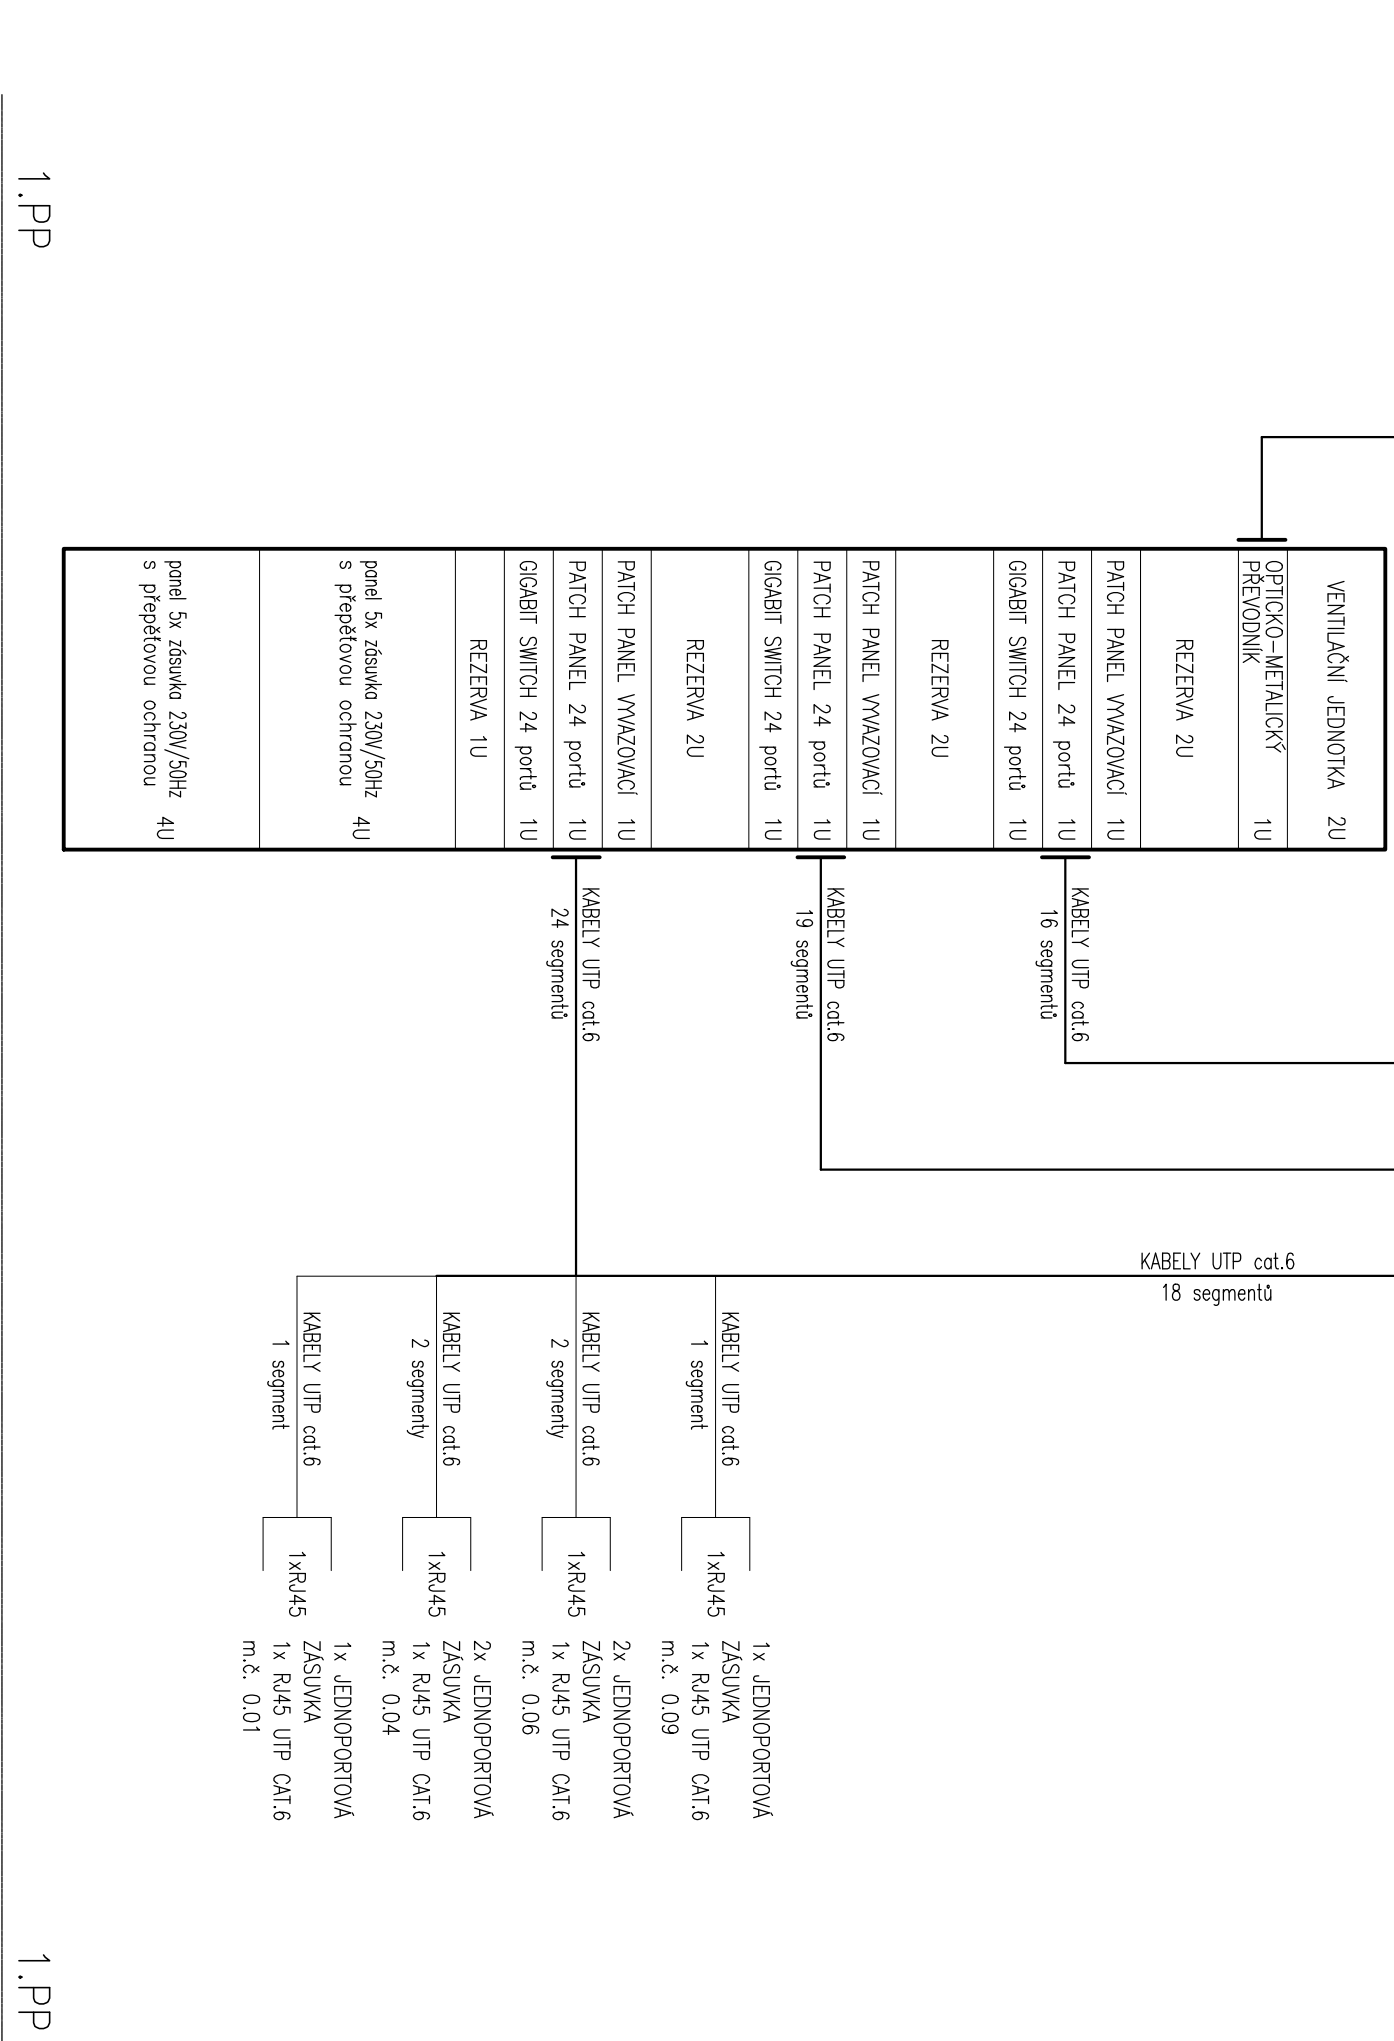 VENTILAČNÍ JEDNOTKA 2U
OPTICKO-METALICKÝ
PŘEVODNÍK 1U
REZERVA 2U
PATCH PANEL VYVAZOVACÍ 1U
PATCH PANEL 24 portů 1U
GIGABIT SWITCH 24 portů 1U
REZERVA 2U
PATCH PANEL VYVAZOVACÍ 1U
PATCH PANEL 24 portů 1U
GIGABIT SWITCH 24 portů 1U
REZERVA 2U
PATCH PANEL VYVAZOVACÍ 1U
PATCH PANEL 24 portů 1U
GIGABIT SWITCH 24 portů 1U
REZERVA 1U
panel 5x zásuvka 230V/50Hz
s přepěťovou ochranou 4U
panel 5x zásuvka 230V/50Hz
s přepěťovou ochranou 4U
KABELY UTP cat.6
16 segmentů
KABELY UTP cat.6
19 segmentů
KABELY UTP cat.6
24 segmentů
KABELY UTP cat.6
18 segmentů
KABELY UTP cat.6
1 segment
1xRJ45
1x JEDNOPORTOVÁ
ZÁSUVKA
1x RJ45 UTP CAT.6
m.č. 0.09
KABELY UTP cat.6
2 segmenty
1xRJ45
2x JEDNOPORTOVÁ
ZÁSUVKA
1x RJ45 UTP CAT.6
m.č. 0.06
KABELY UTP cat.6
2 segmenty
1xRJ45
2x JEDNOPORTOVÁ
ZÁSUVKA
1x RJ45 UTP CAT.6
m.č. 0.04
KABELY UTP cat.6
1 segment
1xRJ45
1x JEDNOPORTOVÁ
ZÁSUVKA
1x RJ45 UTP CAT.6
m.č. 0.01
1.PP
1.PP